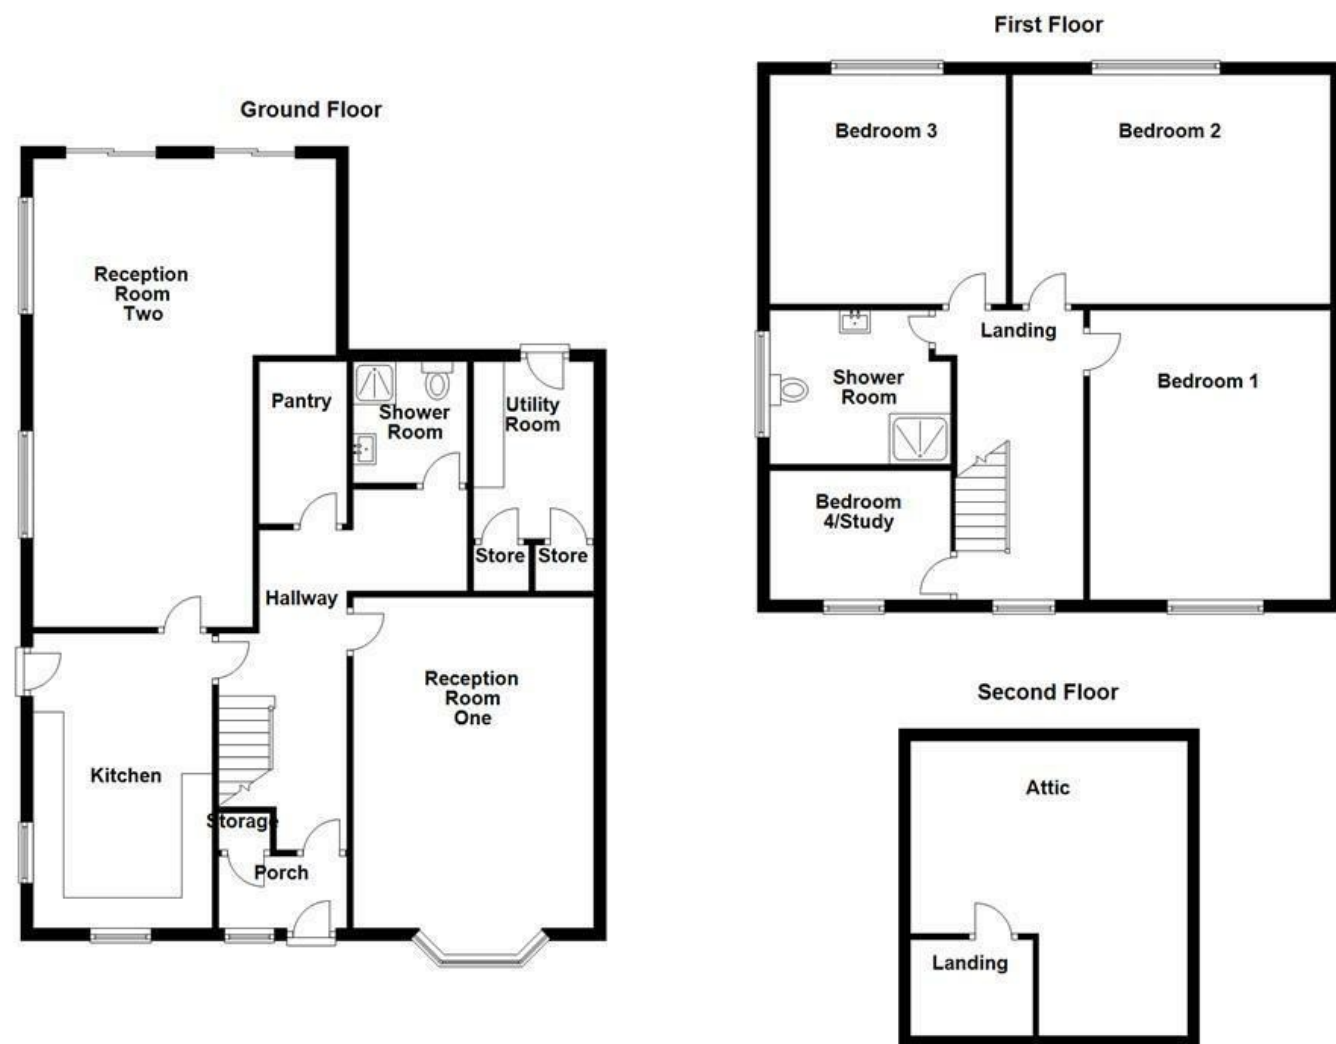 Ground Floor
Reception
Room
Two
Pantry
Shower
Room
Utility
Room
Store
Store
Hallway
Reception
Room
One
Kitchen
Storage
Porch
First Floor
Bedroom 3
Bedroom 2
Landing
Shower
Room
Bedroom 1
Bedroom
4/Study
Second Floor
Attic
Landing